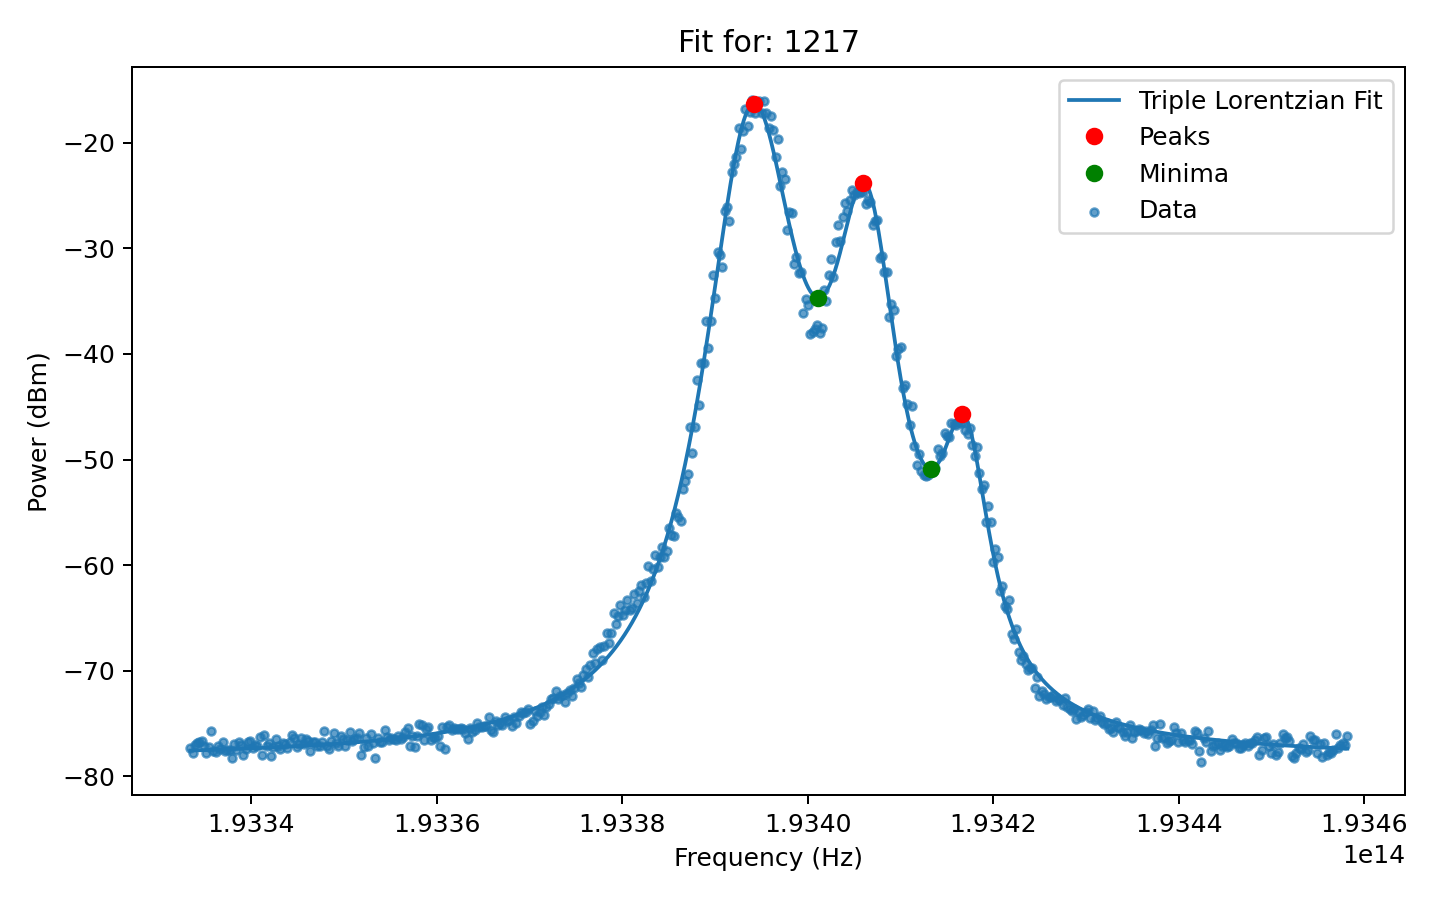 Fit for: 1217
Triple Lorentzian Fit
Peaks
Minima
Data
Power (dBm)
−20
−30
−40
−50
−60
−70
−80
1.9334 1.9336 1.9338 1.9340 1.9342 1.9344 1.9346
1e14
Frequency (Hz)